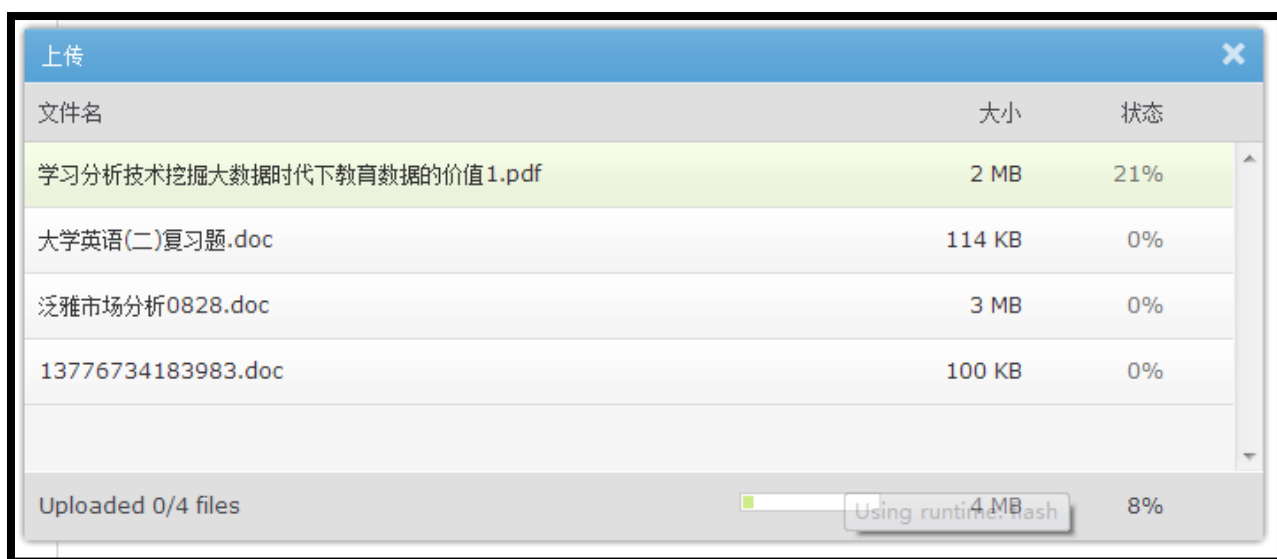 上传
文件名 大小 状态
学习分析技术挖掘大数据时代下教育数据的价值1.pdf 2 MB 21%
大学英语(二)复习题.doc 114 KB 0%
泛雅市场分析0828.doc 3 MB 0%
13776734183983.doc 100 KB 0%
Uploaded 0/4 files 4 MB 8%
Using runtime: flash